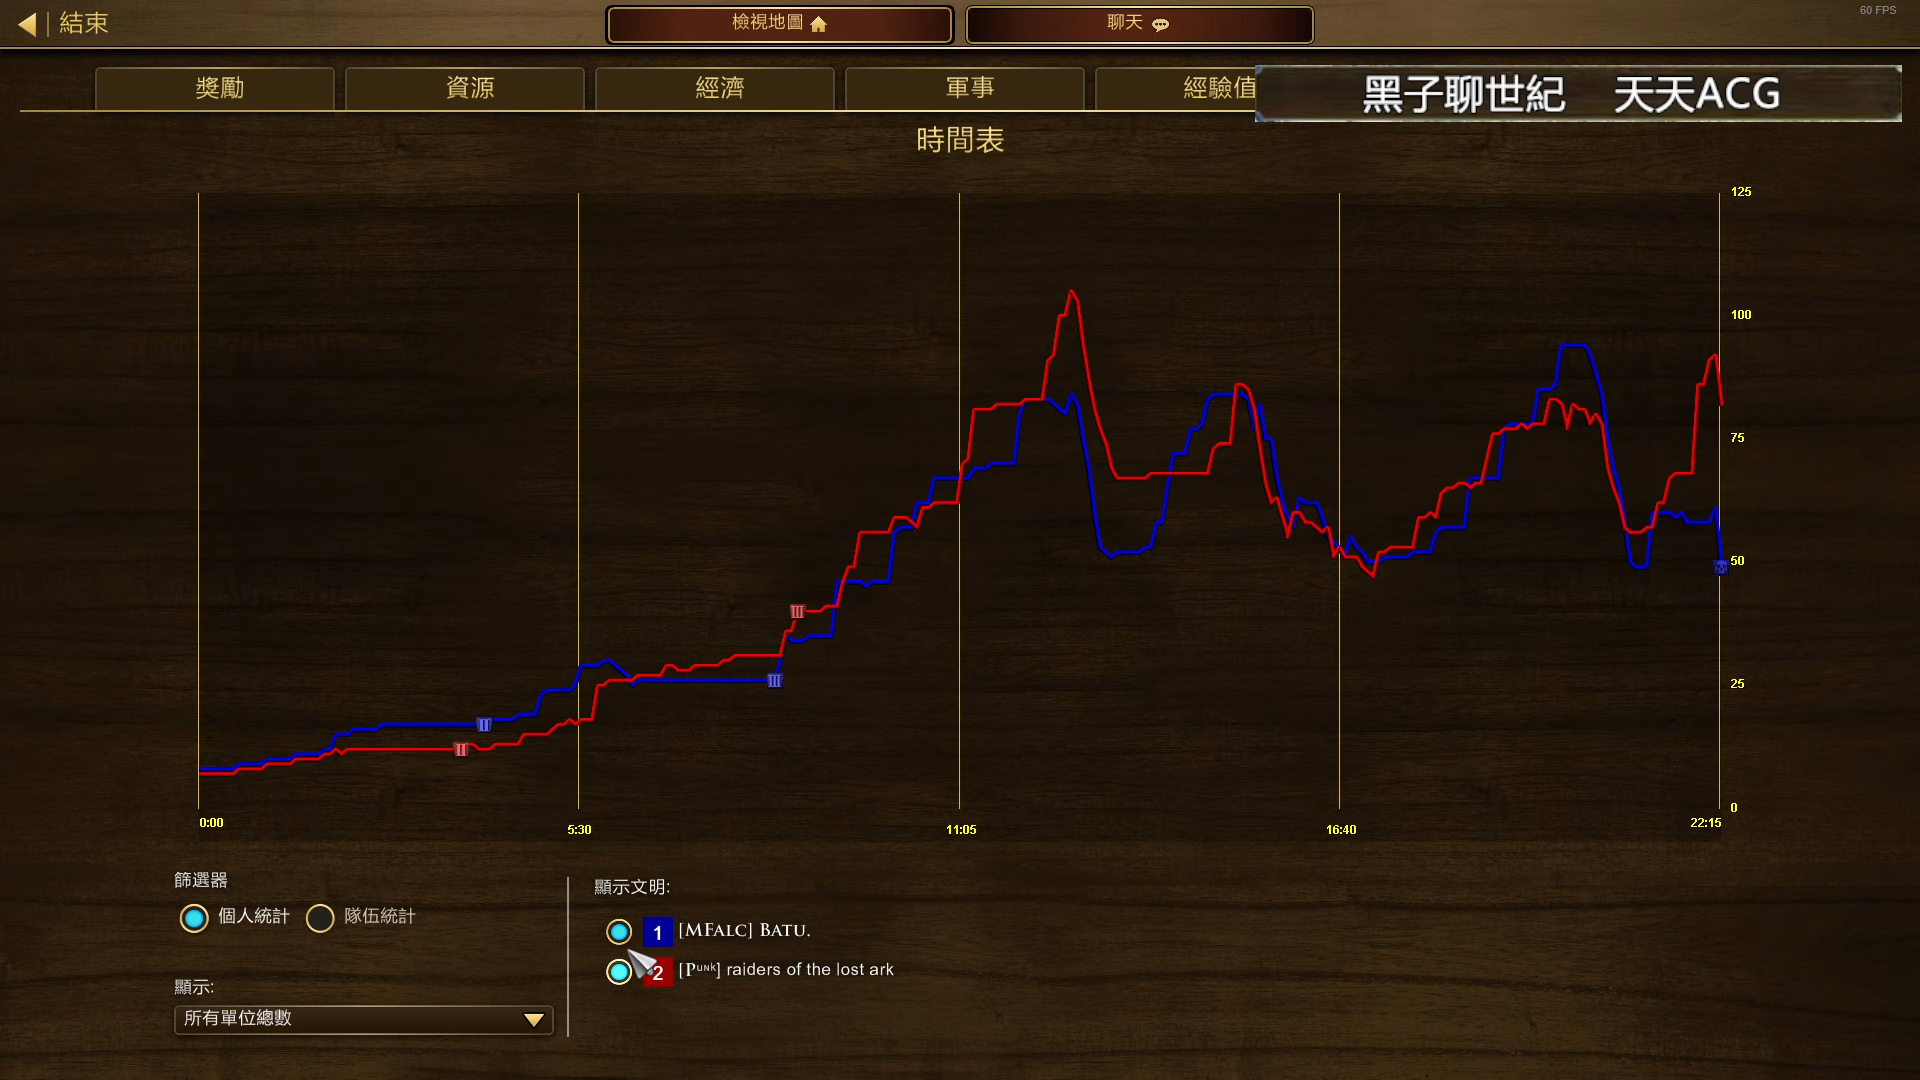 結束
檢視地圖
聊天
60 FPS
獎勵
資源
經濟
軍事
經驗值
黑子聊世紀 天天ACG
時間表
125
100
75
50
25
0
III
III
II
II
0:00
5:30
11:05
16:40
22:15
篩選器
個人統計
隊伍統計
顯示:
所有單位總數
顯示文明:
1 [MFalc] Batu.
2 [Pᵘⁿᵏ] raiders of the lost ark